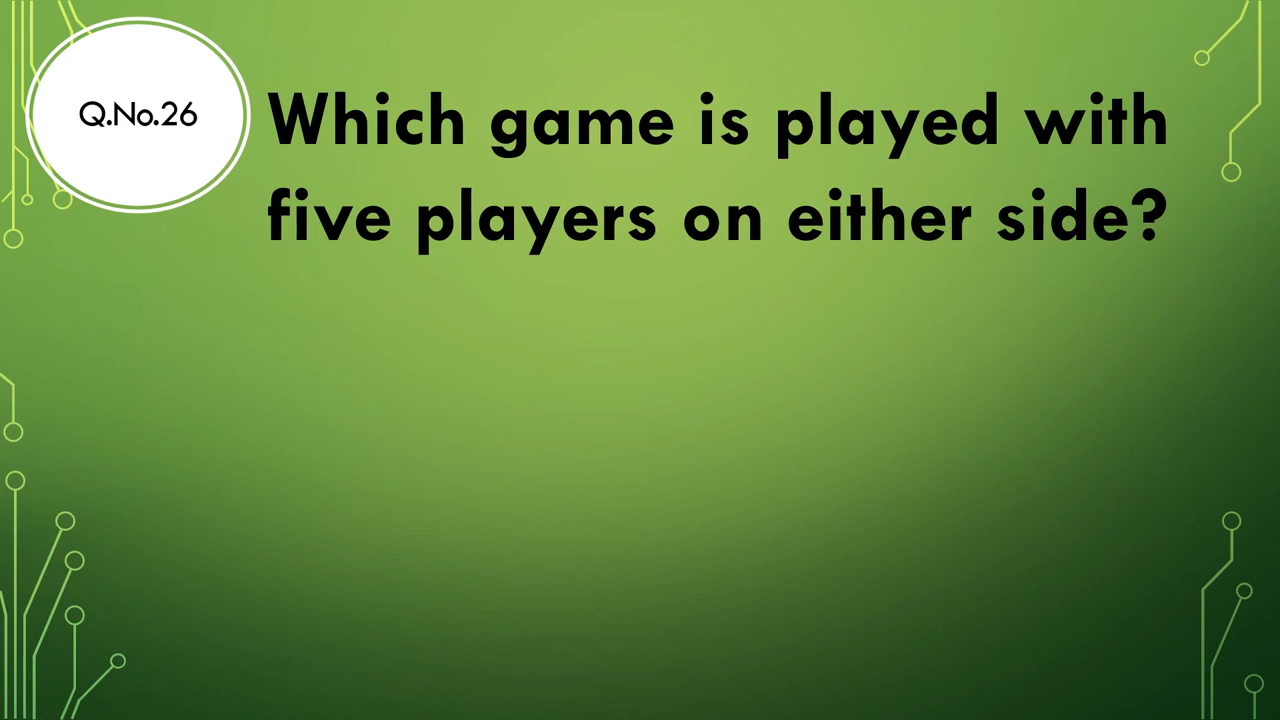 Q.No.26
Which game is played with
five players on either side?